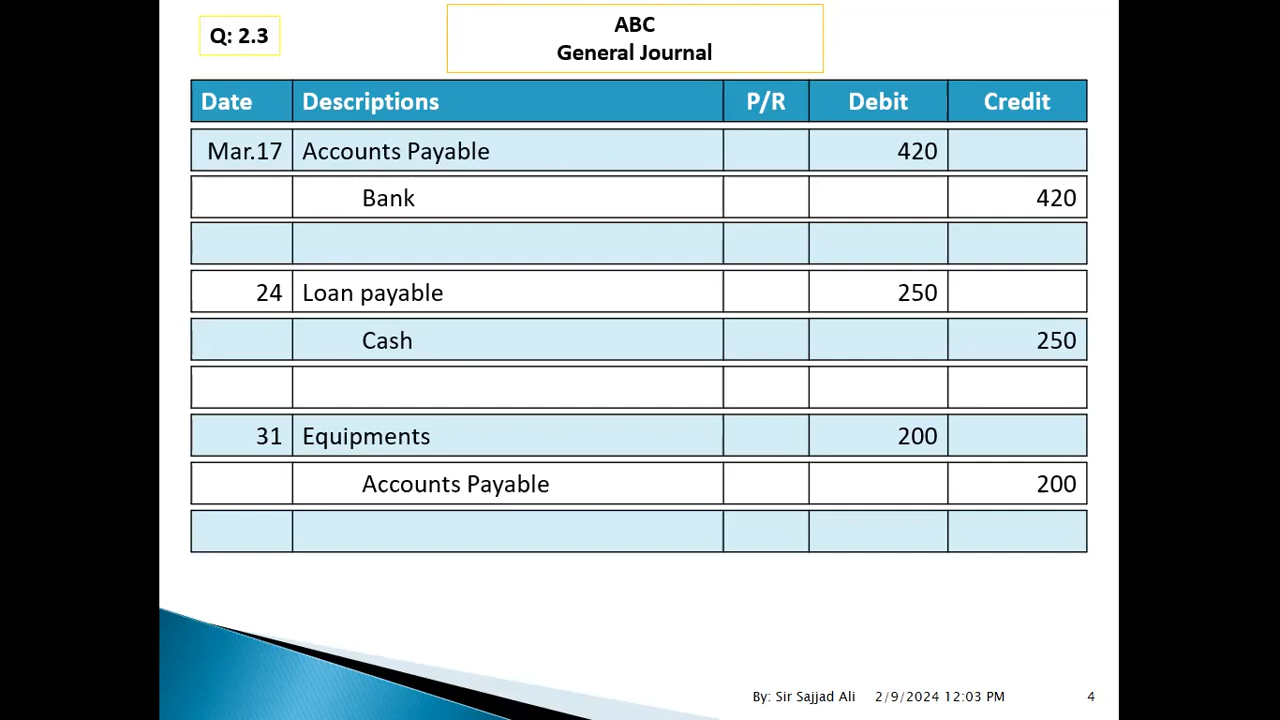 Q: 2.3
ABC
General Journal
Date Descriptions P/R Debit Credit
Mar.17 Accounts Payable 420
Bank 420
24 Loan payable 250
Cash 250
31 Equipments 200
Accounts Payable 200
By: Sir Sajjad Ali 2/9/2024 12:03 PM 4